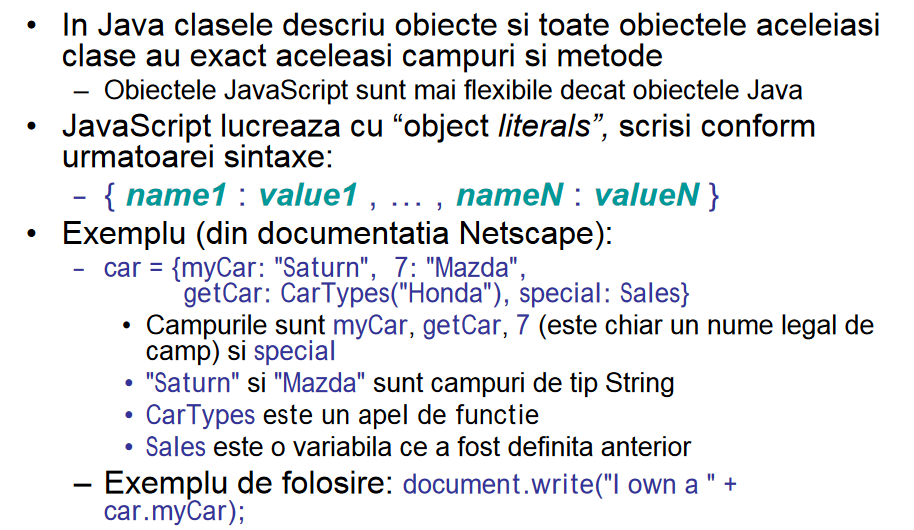 • In Java clasele descriu obiecte si toate obiectele aceleiasi
clase au exact aceleasi campuri si metode
– Obiectele JavaScript sunt mai flexibile decat obiectele Java
• JavaScript lucreaza cu “object literals”, scrisi conform
urmatoarei sintaxe:
– { name1 : value1 , … , nameN : valueN }
• Exemplu (din documentatia Netscape):
– car = {myCar: "Saturn", 7: "Mazda",
getCar: CarTypes("Honda"), special: Sales}
• Campurile sunt myCar, getCar, 7 (este chiar un nume legal de
camp) si special
• "Saturn" si "Mazda" sunt campuri de tip String
• CarTypes este un apel de functie
• Sales este o variabila ce a fost definita anterior
– Exemplu de folosire: document.write("I own a " +
car.myCar);